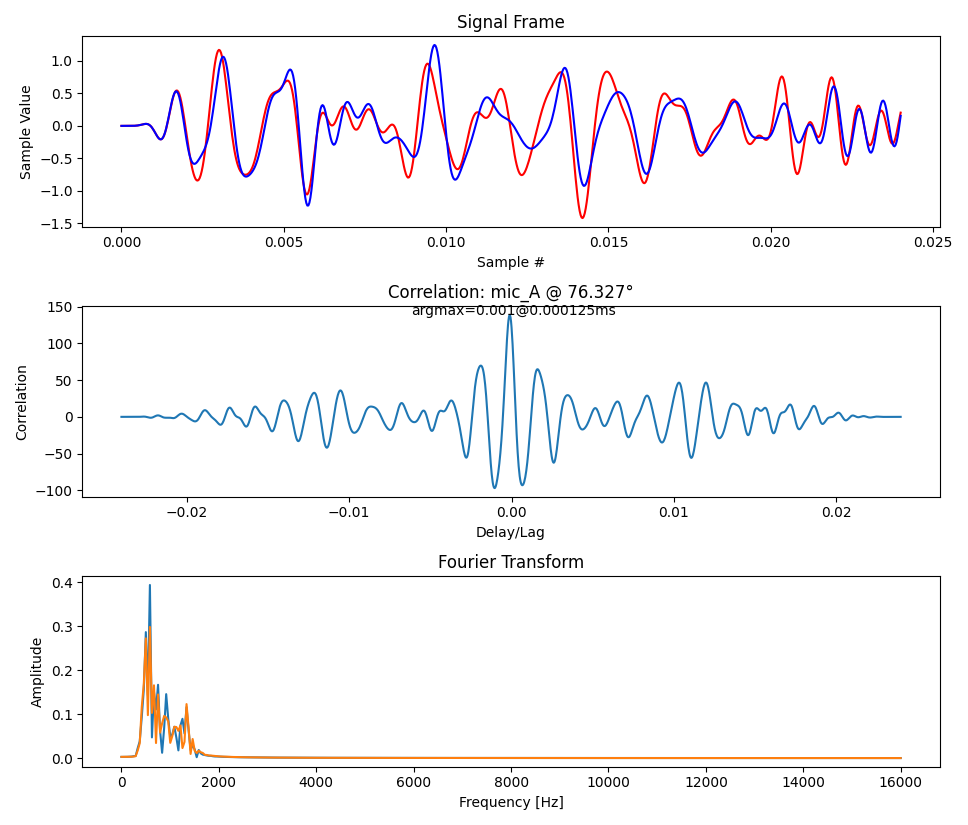 Signal Frame
Sample Value
1.0
0.5
0.0
−0.5
−1.0
−1.5
0.000 0.005 0.010 0.015 0.020 0.025
Sample #
Correlation: mic_A @ 76.327°
argmax=0.001@0.000125ms
Correlation
150
100
50
0
−50
−100
−0.02 −0.01 0.00 0.01 0.02
Delay/Lag
Fourier Transform
Amplitude
0.4
0.3
0.2
0.1
0.0
0 2000 4000 6000 8000 10000 12000 14000 16000
Frequency [Hz]